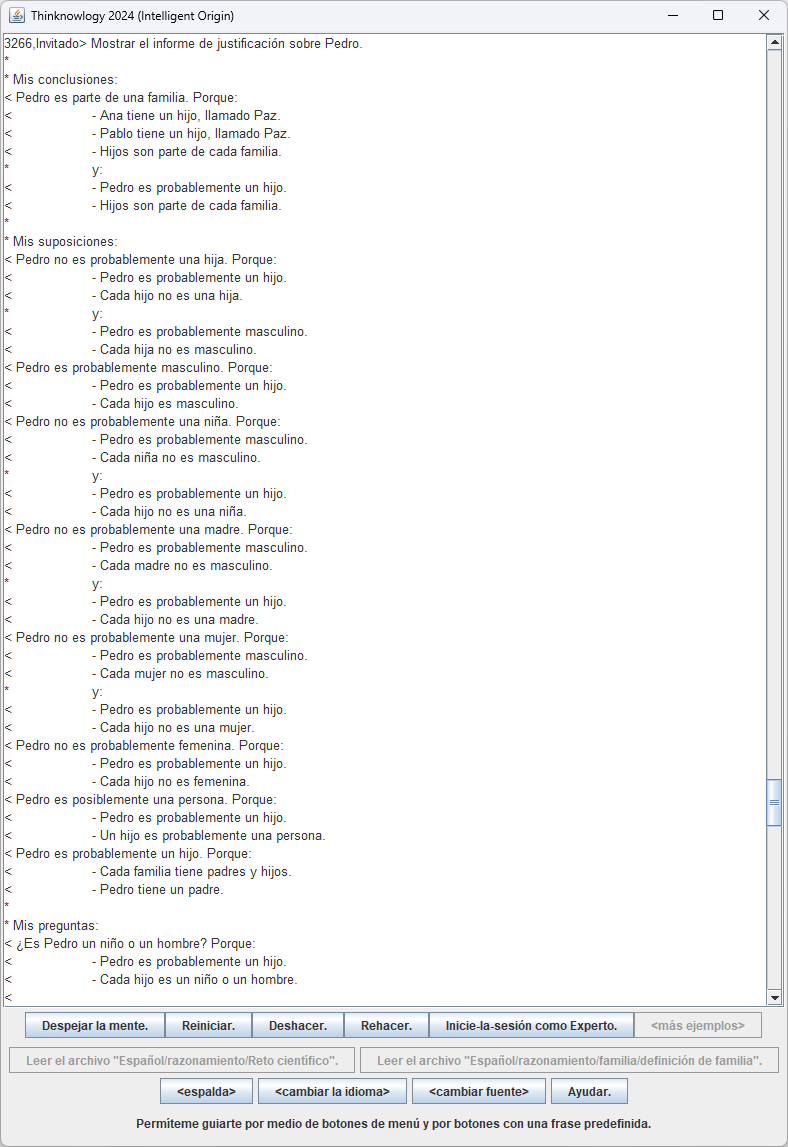 Thinknowlogy 2024 (Intelligent Origin)
3266,Invitado> Mostrar el informe de justificación sobre Pedro.
*
* Mis conclusiones:
< Pedro es parte de una familia. Porque:
< - Ana tiene un hijo, llamado Paz.
< - Pablo tiene un hijo, llamado Paz.
< - Hijos son parte de cada familia.
* y:
< - Pedro es probablemente un hijo.
< - Hijos son parte de cada familia.
*
* Mis suposiciones:
< Pedro no es probablemente una hija. Porque:
< - Pedro es probablemente un hijo.
< - Cada hijo no es una hija.
* y:
< - Pedro es probablemente masculino.
< - Cada hija no es masculino.
< Pedro es probablemente masculino. Porque:
< - Pedro es probablemente un hijo.
< - Cada hijo es masculino.
< Pedro no es probablemente una niña. Porque:
< - Pedro es probablemente masculino.
< - Cada niña no es masculino.
* y:
< - Pedro es probablemente un hijo.
< - Cada hijo no es una niña.
< Pedro no es probablemente una madre. Porque:
< - Pedro es probablemente masculino.
< - Cada madre no es masculino.
* y:
< - Pedro es probablemente un hijo.
< - Cada hijo no es una madre.
< Pedro no es probablemente una mujer. Porque:
< - Pedro es probablemente masculino.
< - Cada mujer no es masculino.
* y:
< - Pedro es probablemente un hijo.
< - Cada hijo no es una mujer.
< Pedro no es probablemente femenina. Porque:
< - Pedro es probablemente un hijo.
< - Cada hijo no es femenina.
< Pedro es posiblemente una persona. Porque:
< - Pedro es probablemente un hijo.
< - Un hijo es probablemente una persona.
< Pedro es probablemente un hijo. Porque:
< - Cada familia tiene padres y hijos.
< - Pedro tiene un padre.
*
* Mis preguntas:
< ¿Es Pedro un niño o un hombre? Porque:
< - Pedro es probablemente un hijo.
< - Cada hijo es un niño o un hombre.
<
Despejar la mente. Reiniciar. Deshacer. Rehacer. Inicie-la-sesión como Experto. <más ejemplos>
Leer el archivo "Español/razonamiento/Reto científico". Leer el archivo "Español/razonamiento/familia/definición de familia".
<espalda> <cambiar la idioma> <cambiar fuente> Ayudar.
Permíteme guiarte por medio de botones de menú y por botones con una frase predefinida.